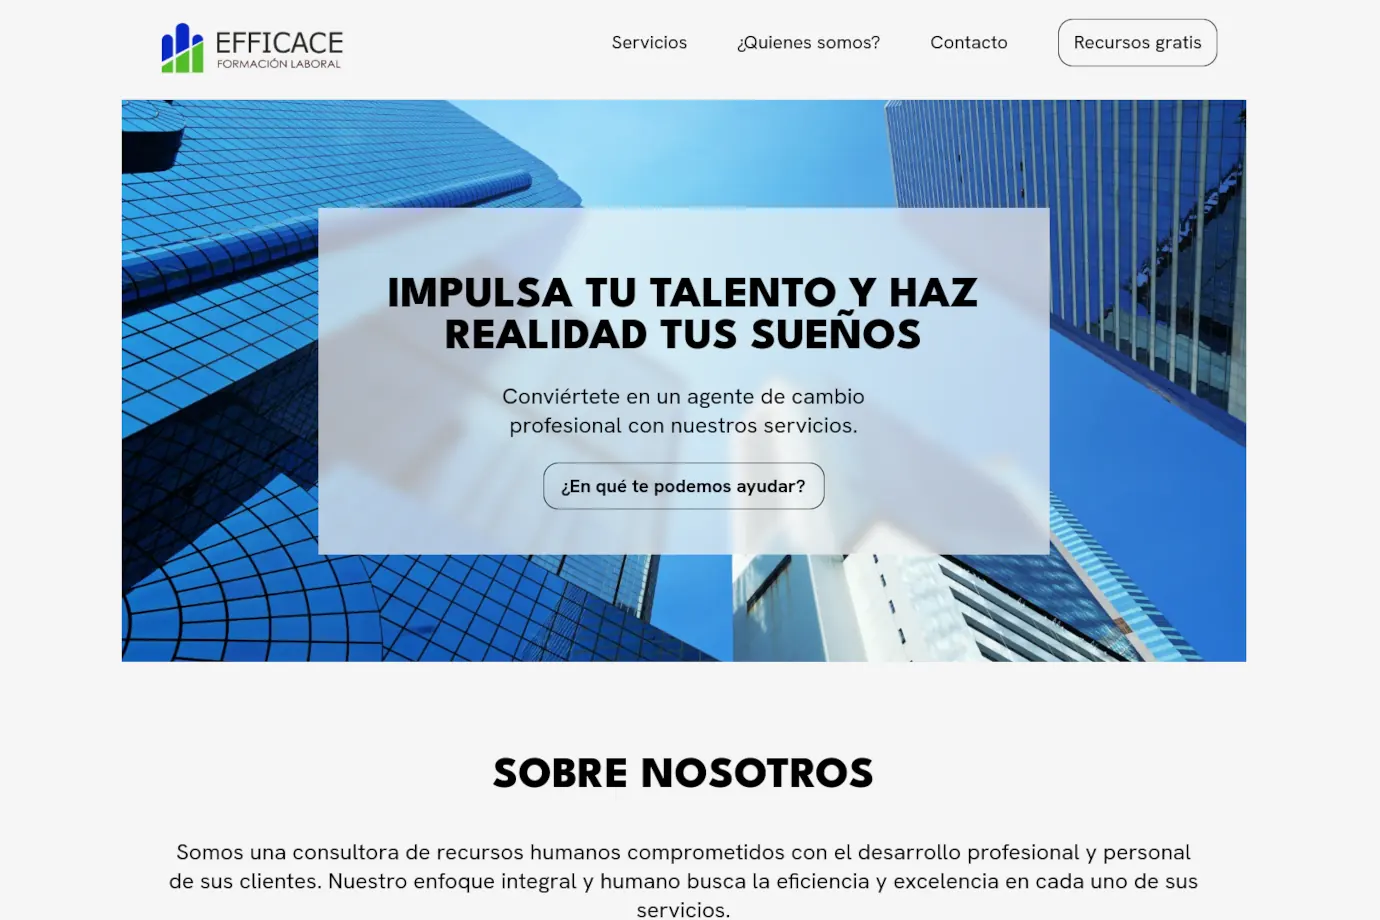 EFFICACE
FORMACIÓN LABORAL
Servicios
¿Quienes somos?
Contacto
Recursos gratis
IMPULSA TU TALENTO Y HAZ
REALIDAD TUS SUEÑOS
Conviértete en un agente de cambio
profesional con nuestros servicios.
¿En qué te podemos ayudar?
SOBRE NOSOTROS
Somos una consultora de recursos humanos comprometidos con el desarrollo profesional y personal
de sus clientes. Nuestro enfoque integral y humano busca la eficiencia y excelencia en cada uno de sus
servicios.